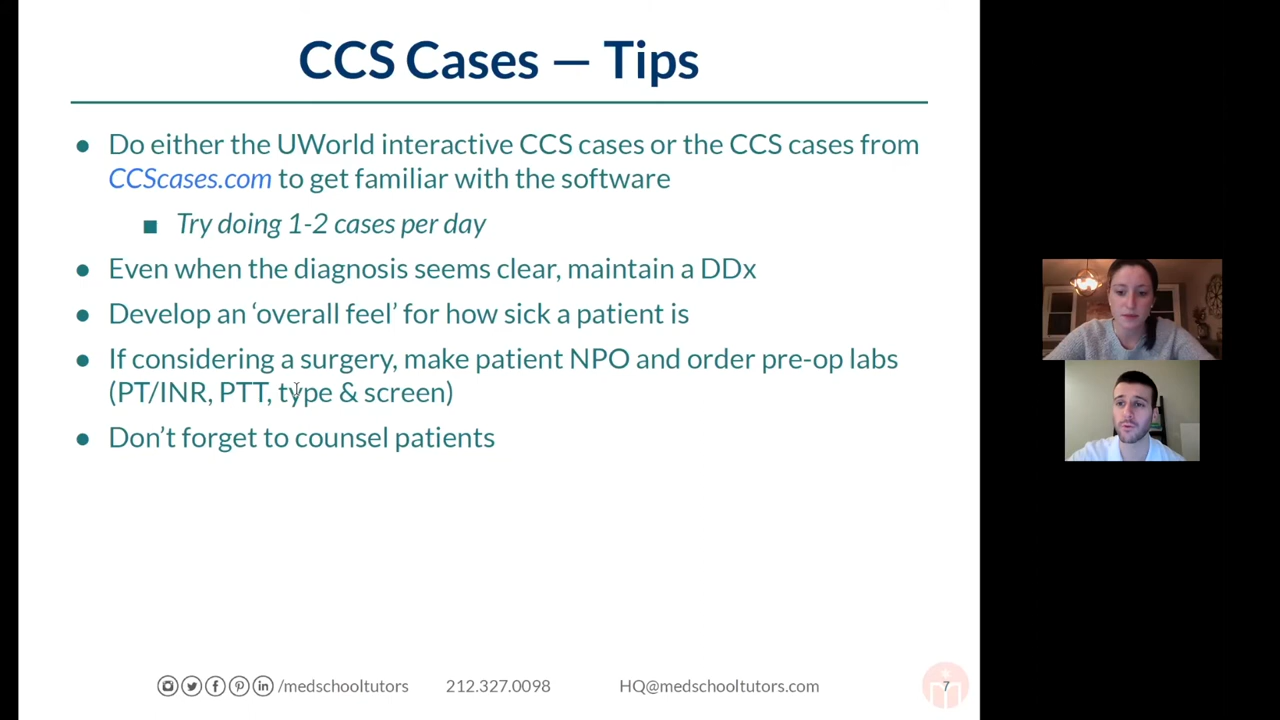 CCS Cases — Tips
● Do either the UWorld interactive CCS cases or the CCS cases from
CCScases.com to get familiar with the software
■ Try doing 1-2 cases per day
● Even when the diagnosis seems clear, maintain a DDx
● Develop an ‘overall feel’ for how sick a patient is
● If considering a surgery, make patient NPO and order pre-op labs
(PT/INR, PTT, type & screen)
● Don’t forget to counsel patients
/medschooltutors 212.327.0098 HQ@medschooltutors.com 7